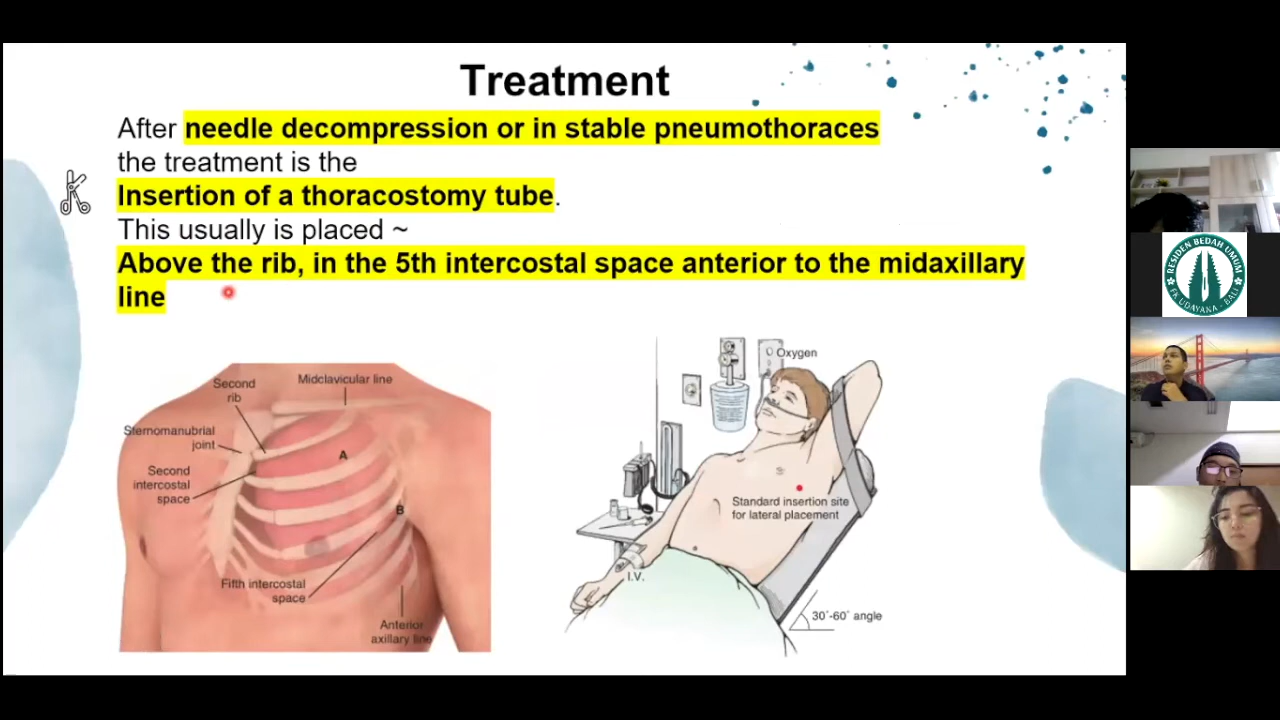 Treatment
After needle decompression or in stable pneumothoraces
the treatment is the
Insertion of a thoracostomy tube.
This usually is placed ~
Above the rib, in the 5th intercostal space anterior to the midaxillary
line
Second
rib
Midclavicular line
Sternomanubrial
joint
A
Second
intercostal
space
B
Fifth intercostal
space
Anterior
axillary line
Oxygen
Standard insertion site
for lateral placement
I.V.
30°-60° angle
RESIDEN BEDAH UMUM
FK UDAYANA - BALI